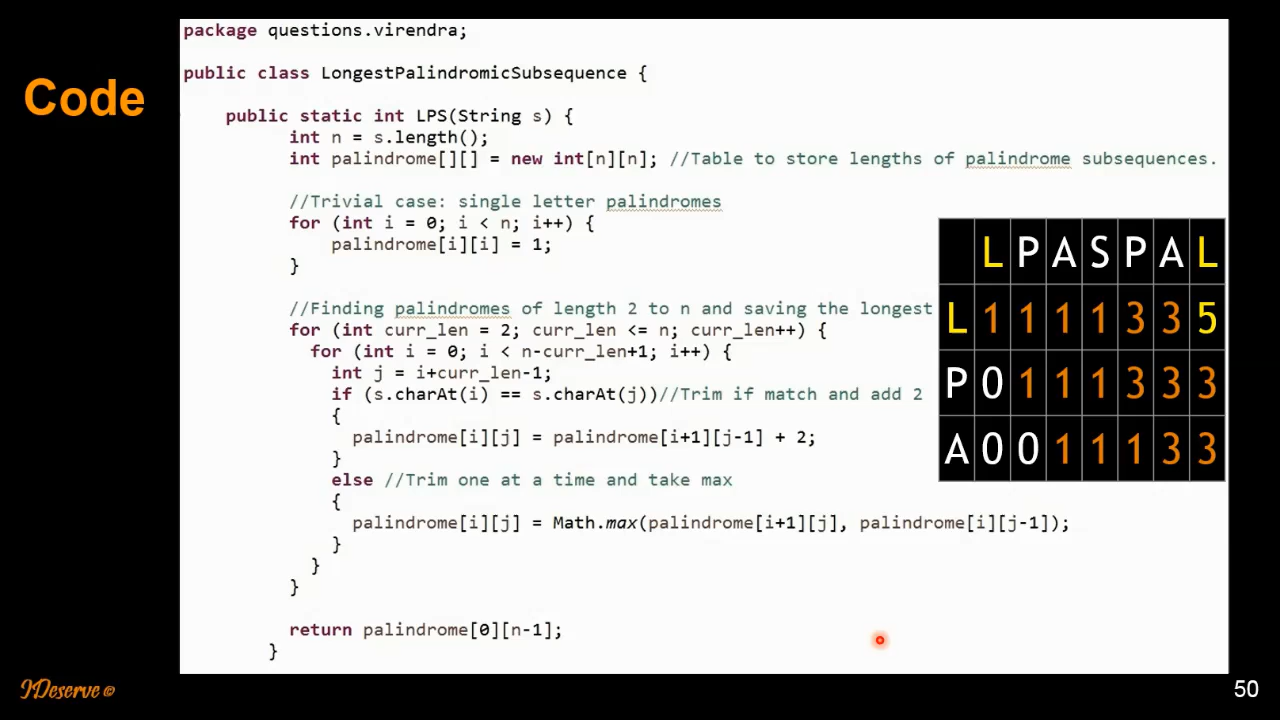 Code
package questions.virendra;
public class LongestPalindromicSubsequence {
public static int LPS(String s) {
int n = s.length();
int palindrome[][] = new int[n][n]; //Table to store lengths of palindrome subsequences.
//Trivial case: single letter palindromes
for (int i = 0; i < n; i++) {
palindrome[i][i] = 1;
}
//Finding palindromes of length 2 to n and saving the longest
for (int curr_len = 2; curr_len <= n; curr_len++) {
for (int i = 0; i < n-curr_len+1; i++) {
int j = i+curr_len-1;
if (s.charAt(i) == s.charAt(j))//Trim if match and add 2
{
palindrome[i][j] = palindrome[i+1][j-1] + 2;
}
else //Trim one at a time and take max
{
palindrome[i][j] = Math.max(palindrome[i+1][j], palindrome[i][j-1]);
}
}
}
return palindrome[0][n-1];
}
L P A S P A L
L 1 1 1 1 3 3 5
P 0 1 1 1 3 3 3
A 0 0 1 1 1 3 3
IDeserve ©
50